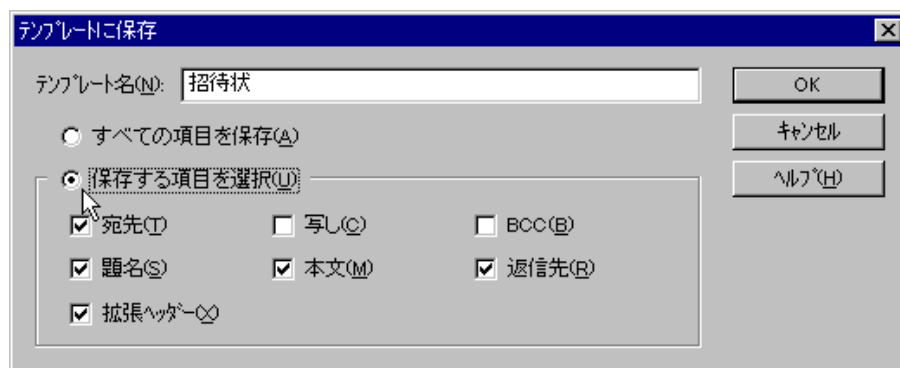 テンプレートに保存
テンプレート名(N): 招待状
OK
すべての項目を保存(A)
キャンセル
保存する項目を選択(U)
ヘルプ(H)
宛先(T) 写し(C) BCC(B)
題名(S) 本文(M) 返信先(R)
拡張ヘッダー(X)